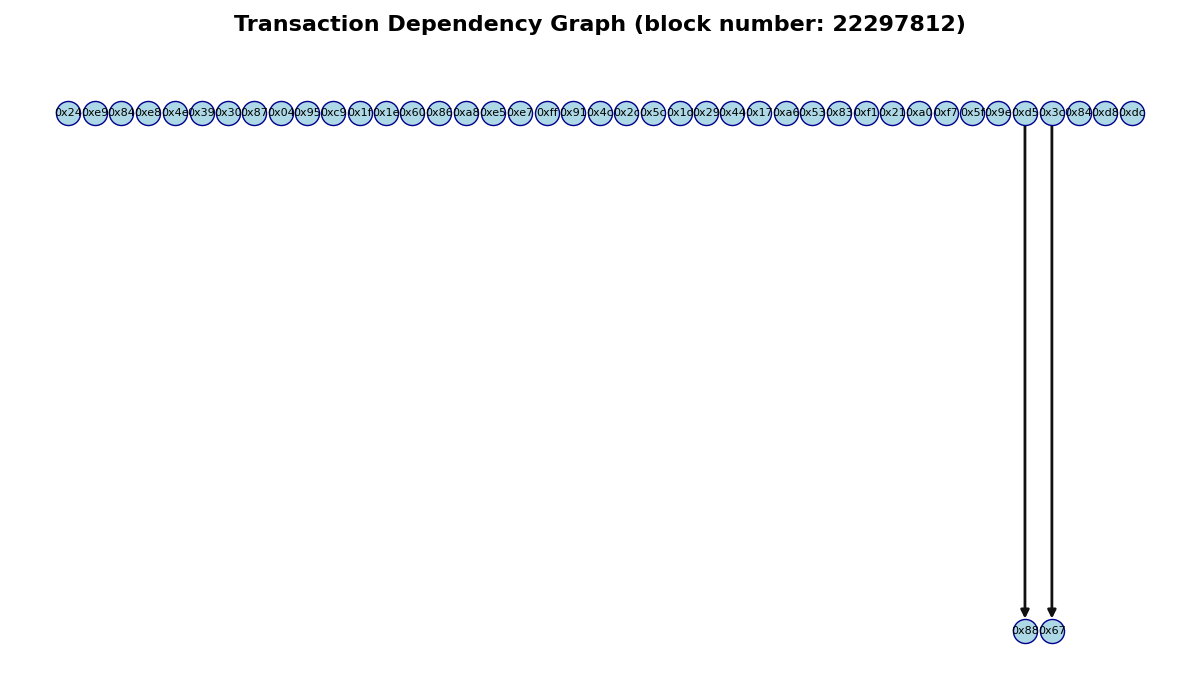 Transaction Dependency Graph (block number: 22297812)
0x24 0xe9 0x84 0xe8 0x4e 0x39 0x30 0x87 0x04 0x95 0xc9 0x1f 0x1e 0x60 0x86 0xa8 0xe5 0xe7 0xff 0x91 0x4c 0x2c 0x5c 0x1d 0x29 0x44 0x17 0xa6 0x53 0x83 0xf1 0x21 0xa0 0xf7 0x5f 0x9e 0xd5 0x3c 0x84 0xd8 0xdc
0x88 0x67